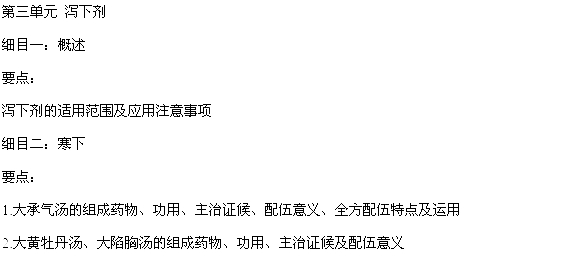 第三单元 泻下剂
细目一：概述
要点：
泻下剂的适用范围及应用注意事项
细目二：寒下
要点：
1.大承气汤的组成药物、功用、主治证候、配伍意义、全方配伍特点及运用
2.大黄牡丹汤、大陷胸汤的组成药物、功用、主治证候及配伍意义